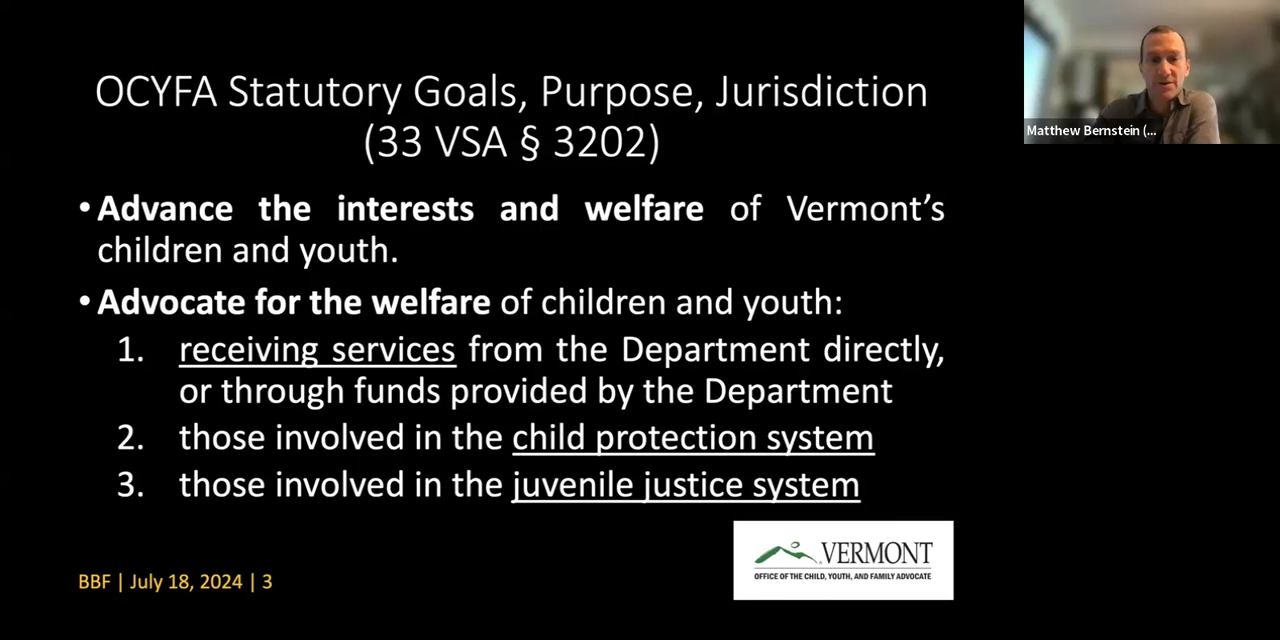 OCYFA Statutory Goals, Purpose, Jurisdiction
(33 VSA § 3202)
• Advance the interests and welfare of Vermont’s
children and youth.
• Advocate for the welfare of children and youth:
1. receiving services from the Department directly,
or through funds provided by the Department
2. those involved in the child protection system
3. those involved in the juvenile justice system
VERMONT
OFFICE OF THE CHILD, YOUTH, AND FAMILY ADVOCATE
BBF | July 18, 2024 | 3
Matthew Bernstein (...